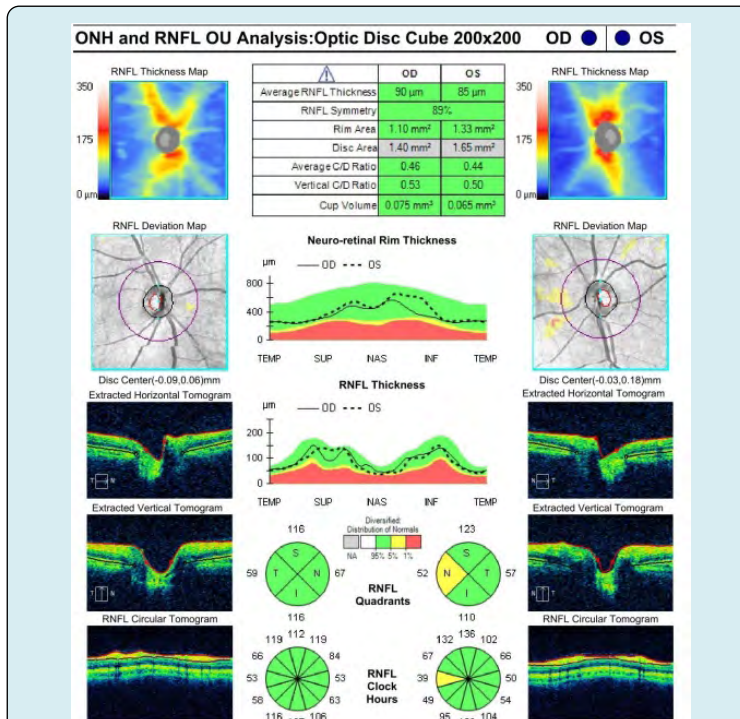 ONH and RNFL OU Analysis:Optic Disc Cube 200x200 OD OS
RNFL Thickness Map
350
175
0 µm
OD OS
Average RNFL Thickness 90 µm 85 µm
RNFL Symmetry 89%
Rim Area 1.10 mm² 1.33 mm²
Disc Area 1.40 mm² 1.65 mm²
Average C/D Ratio 0.46 0.44
Vertical C/D Ratio 0.53 0.50
Cup Volume 0.075 mm³ 0.065 mm³
RNFL Thickness Map
350
175
0 µm
RNFL Deviation Map
Disc Center(-0.09,0.06)mm
Neuro-retinal Rim Thickness
µm OD OS
800
400
0
TEMP SUP NAS INF TEMP
RNFL Deviation Map
Disc Center(-0.03,0.18)mm
Extracted Horizontal Tomogram
RNFL Thickness
µm OD OS
200
100
0
TEMP SUP NAS INF TEMP
Extracted Horizontal Tomogram
Extracted Vertical Tomogram
Diversified:
Distribution of Normals
NA 95% 5% 1%
Extracted Vertical Tomogram
116
59 S T N I 67
116
RNFL
Quadrants
123
52 S N T I 57
110
RNFL Circular Tomogram
119 112 119
66 84
53 53
58 63
116 106
RNFL
Clock
Hours
132 136 102
67 66
39 50
49 54
95 104
RNFL Circular Tomogram